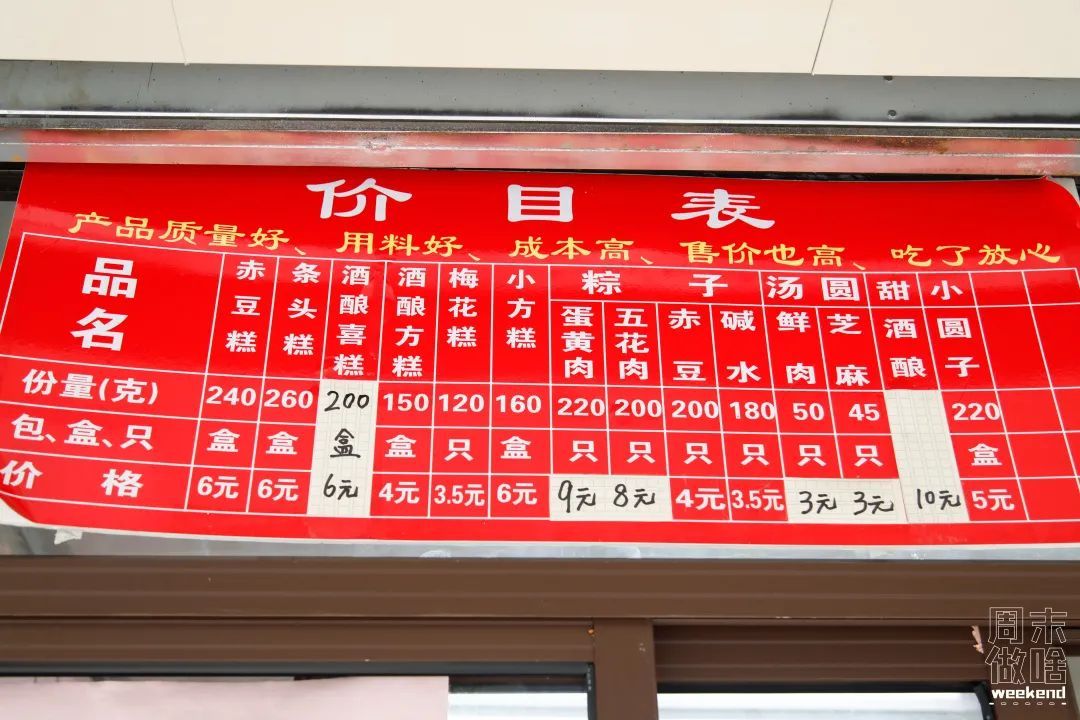 价目表
产品质量好、用料好、成本高、售价也高、吃了放心
品名 赤豆糕 条头糕 酒酿喜糕 酒酿方糕 梅花糕 小方糕 粽子 汤圆 甜酒酿 小圆子
蛋黄肉 五花肉 赤豆 碱水 鲜肉 芝麻
份量(克) 240 260 200 150 120 160 220 200 200 180 50 45 220
包、盒、只 盒 盒 盒 盒 只 盒 只 只 只 只 只 只 盒
价格 6元 6元 6元 4元 3.5元 6元 9元 8元 4元 3.5元 3元 3元 10元 5元
周末
做啥
weekend